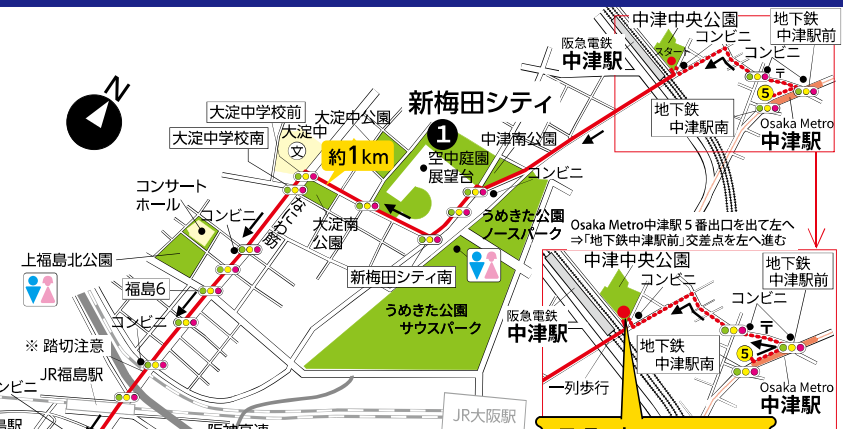 中津中央公園
地下鉄
中津駅前
コンビニ
コンビニ
阪急電鉄
中津駅
スタート
〒
5
地下鉄
中津駅南
Osaka Metro
中津駅
N
新梅田シティ
1
大淀中学校前
大淀中公園
大淀中学校南
大淀中
文
約1km
中津南公園
空中庭園
展望台
コンビニ
コンサート
ホール
コンビニ
なにわ筋
大淀南
公園
うめきた公園
ノースパーク
Osaka Metro中津駅5番出口を出て左へ
⇒「地下鉄中津駅前」交差点を左へ進む
上福島北公園
福島6
新梅田シティ南
うめきた公園
サウスパーク
コンビニ
※ 踏切注意
JR福島駅
コンビニ
JR大阪駅
中津中央公園
コンビニ
地下鉄
中津駅前
コンビニ
阪急電鉄
中津駅
〒
5
地下鉄
中津駅南
一列歩行
Osaka Metro
中津駅